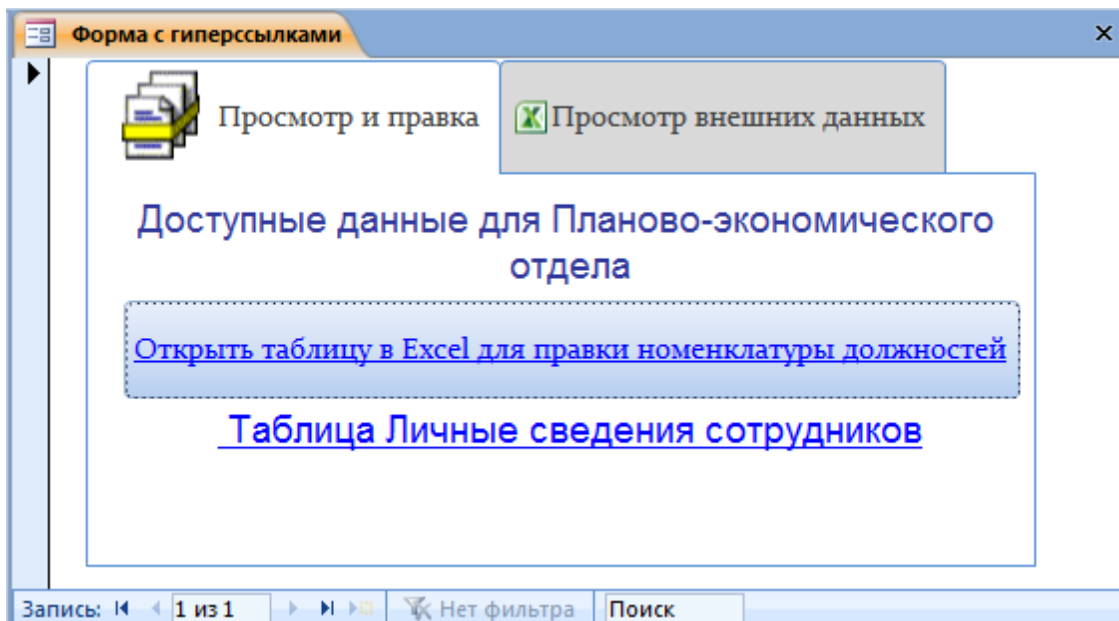 Форма с гиперссылками
Просмотр и правка
Просмотр внешних данных
Доступные данные для Планово-экономического
отдела
Открыть таблицу в Excel для правки номенклатуры должностей
Таблица Личные сведения сотрудников
Запись: 1 из 1 Нет фильтра Поиск